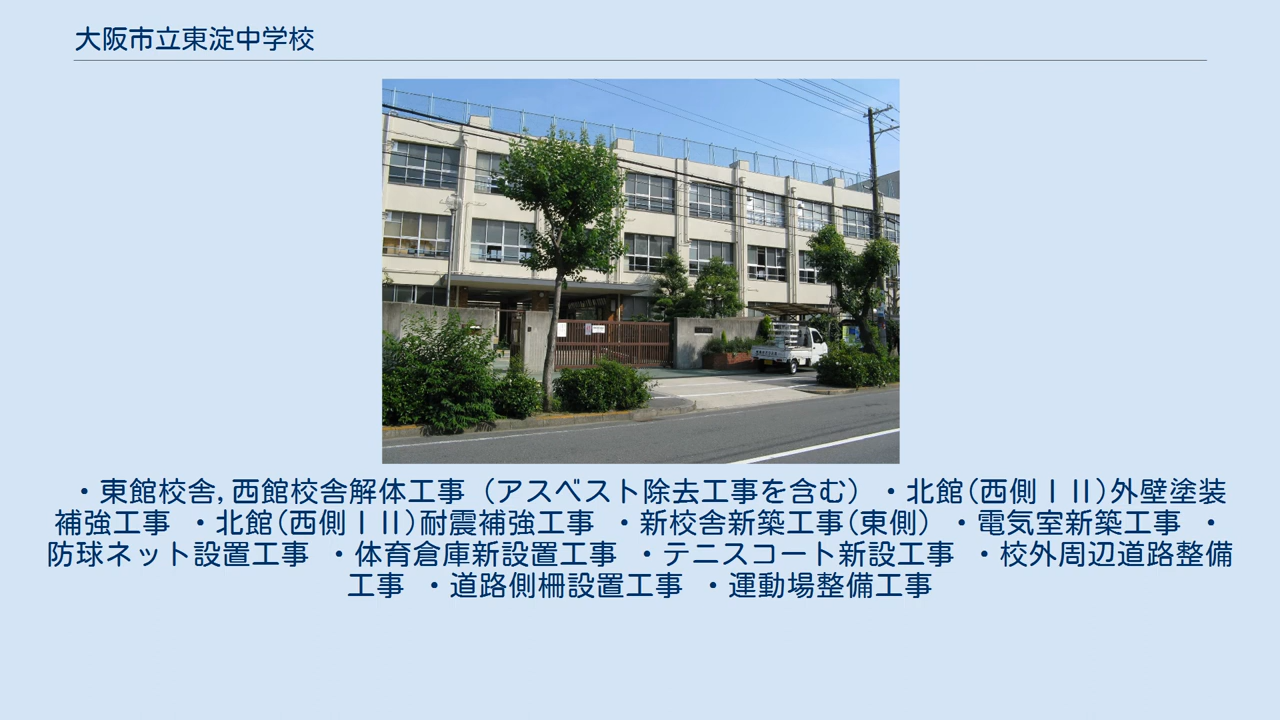 大阪市立東淀中学校
・東館校舎,西館校舎解体工事（アスベスト除去工事を含む）・北館(西側ⅠⅡ)外壁塗装
補強工事 ・北館(西側ⅠⅡ)耐震補強工事 ・新校舎新築工事(東側) ・電気室新築工事 ・
防球ネット設置工事 ・体育倉庫新設置工事 ・テニスコート新設工事 ・校外周辺道路整備
工事 ・道路側柵設置工事 ・運動場整備工事